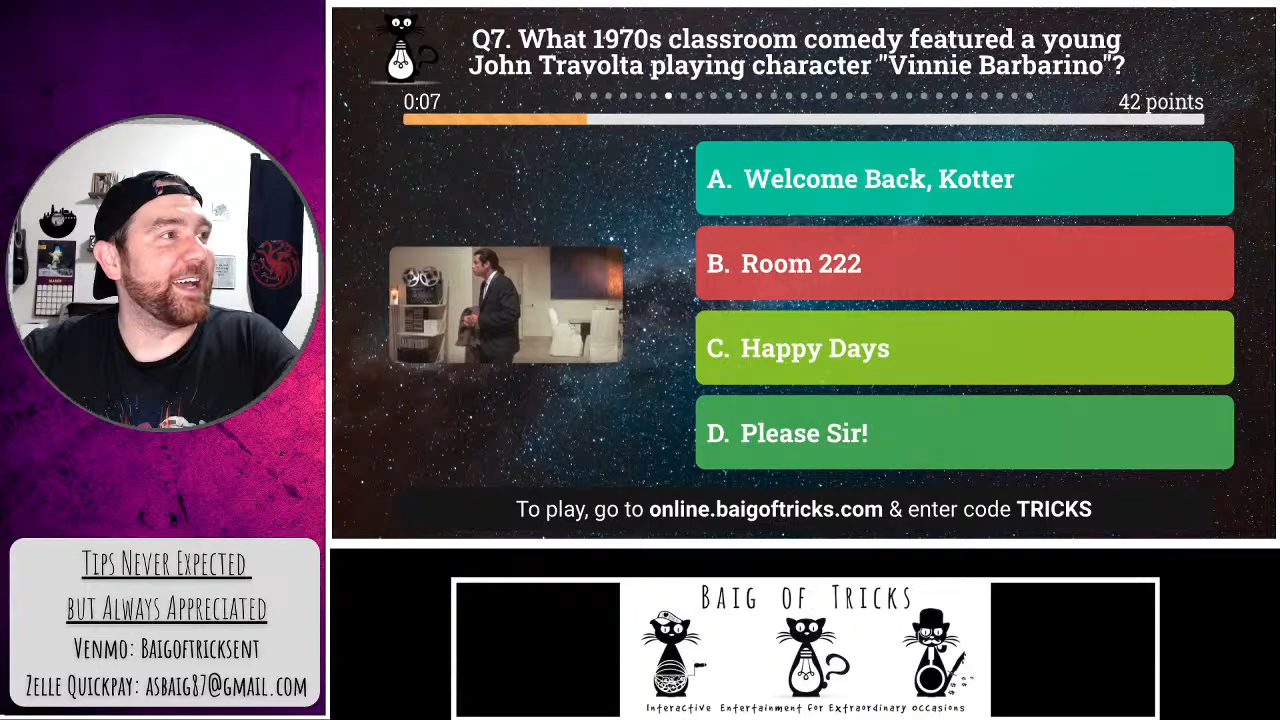 Q7. What 1970s classroom comedy featured a young
John Travolta playing character "Vinnie Barbarino"?
0:07
42 points
A. Welcome Back, Kotter
B. Room 222
C. Happy Days
D. Please Sir!
To play, go to online.baigoftricks.com & enter code TRICKS
Tips Never Expected
but Always Appreciated
Venmo: Baigoftricksent
Zelle Quickpay: asbaig87@gmail.com
Baig of Tricks
Interactive Entertainment for Extraordinary Occasions